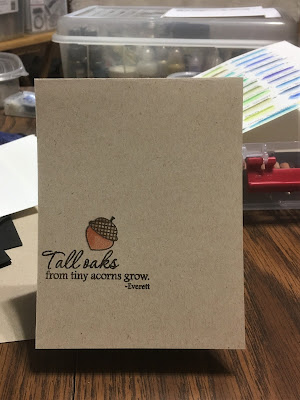 Tall oaks
from tiny acorns grow.
-Everett